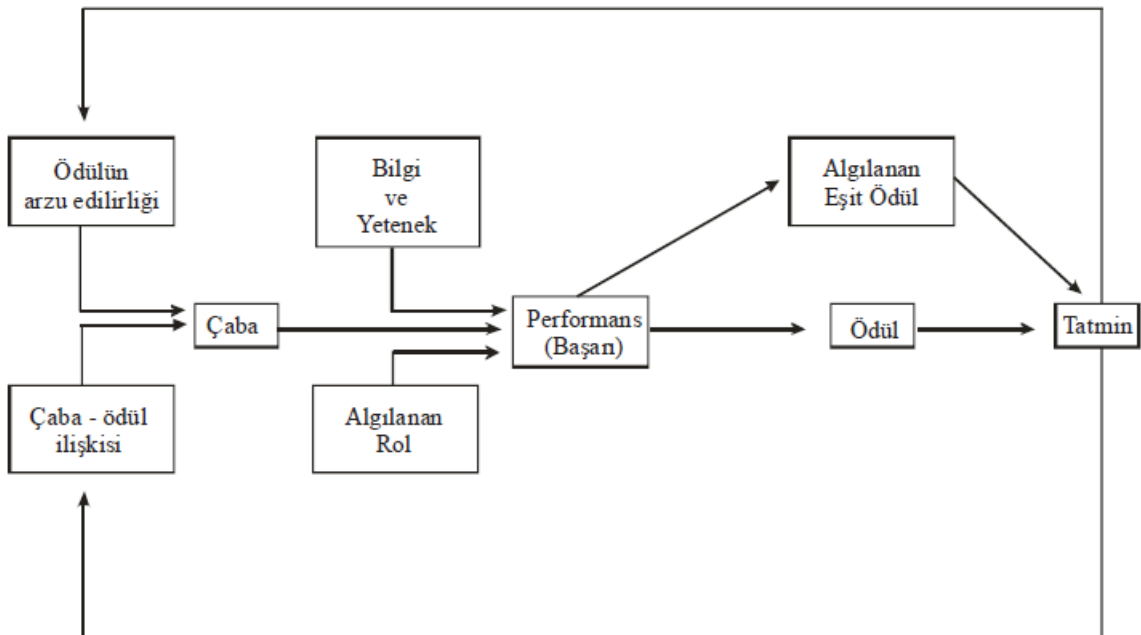 Ödülün
arzu edilirliği
Bilgi
ve
Yetenek
Algılanan
Eşit Ödül
Çaba
Performans
(Başarı)
Ödül
Tatmin
Çaba - ödül
ilişkisi
Algılanan
Rol